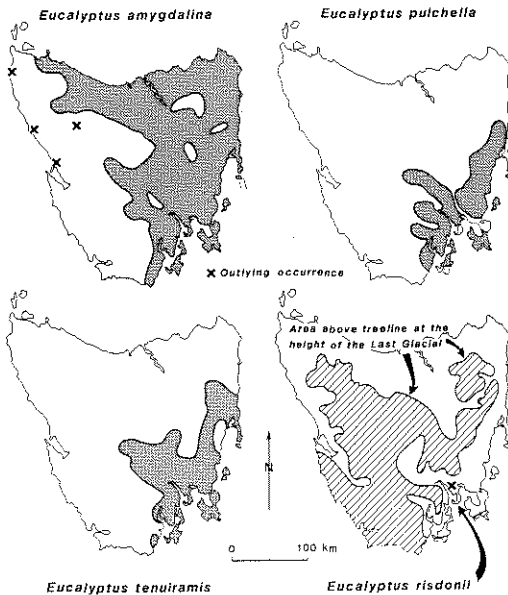 Eucalyptus amygdalina
Eucalyptus pulchella
x Outlying occurrence
Area above treeline at the
height of the Last Glacial
N
0 100 km
Eucalyptus tenuiramis
Eucalyptus risdonii